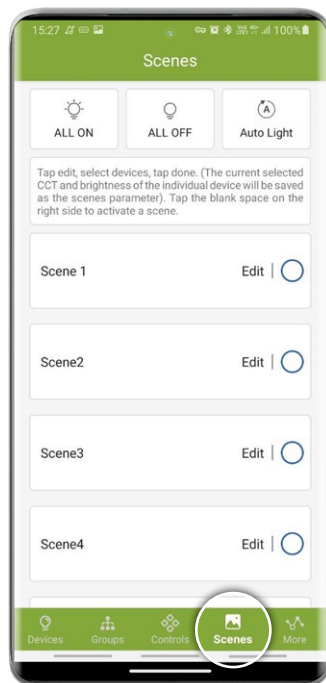 15:27 100%
Scenes
ALL ON ALL OFF Auto Light
Tap edit, select devices, tap done. (The current selected
CCT and brightness of the individual device will be saved
as the scenes parameter). Tap the blank space on the
right side to activate a scene.
Scene 1 Edit |
Scene2 Edit |
Scene3 Edit |
Scene4 Edit |
Devices Groups Controls Scenes More